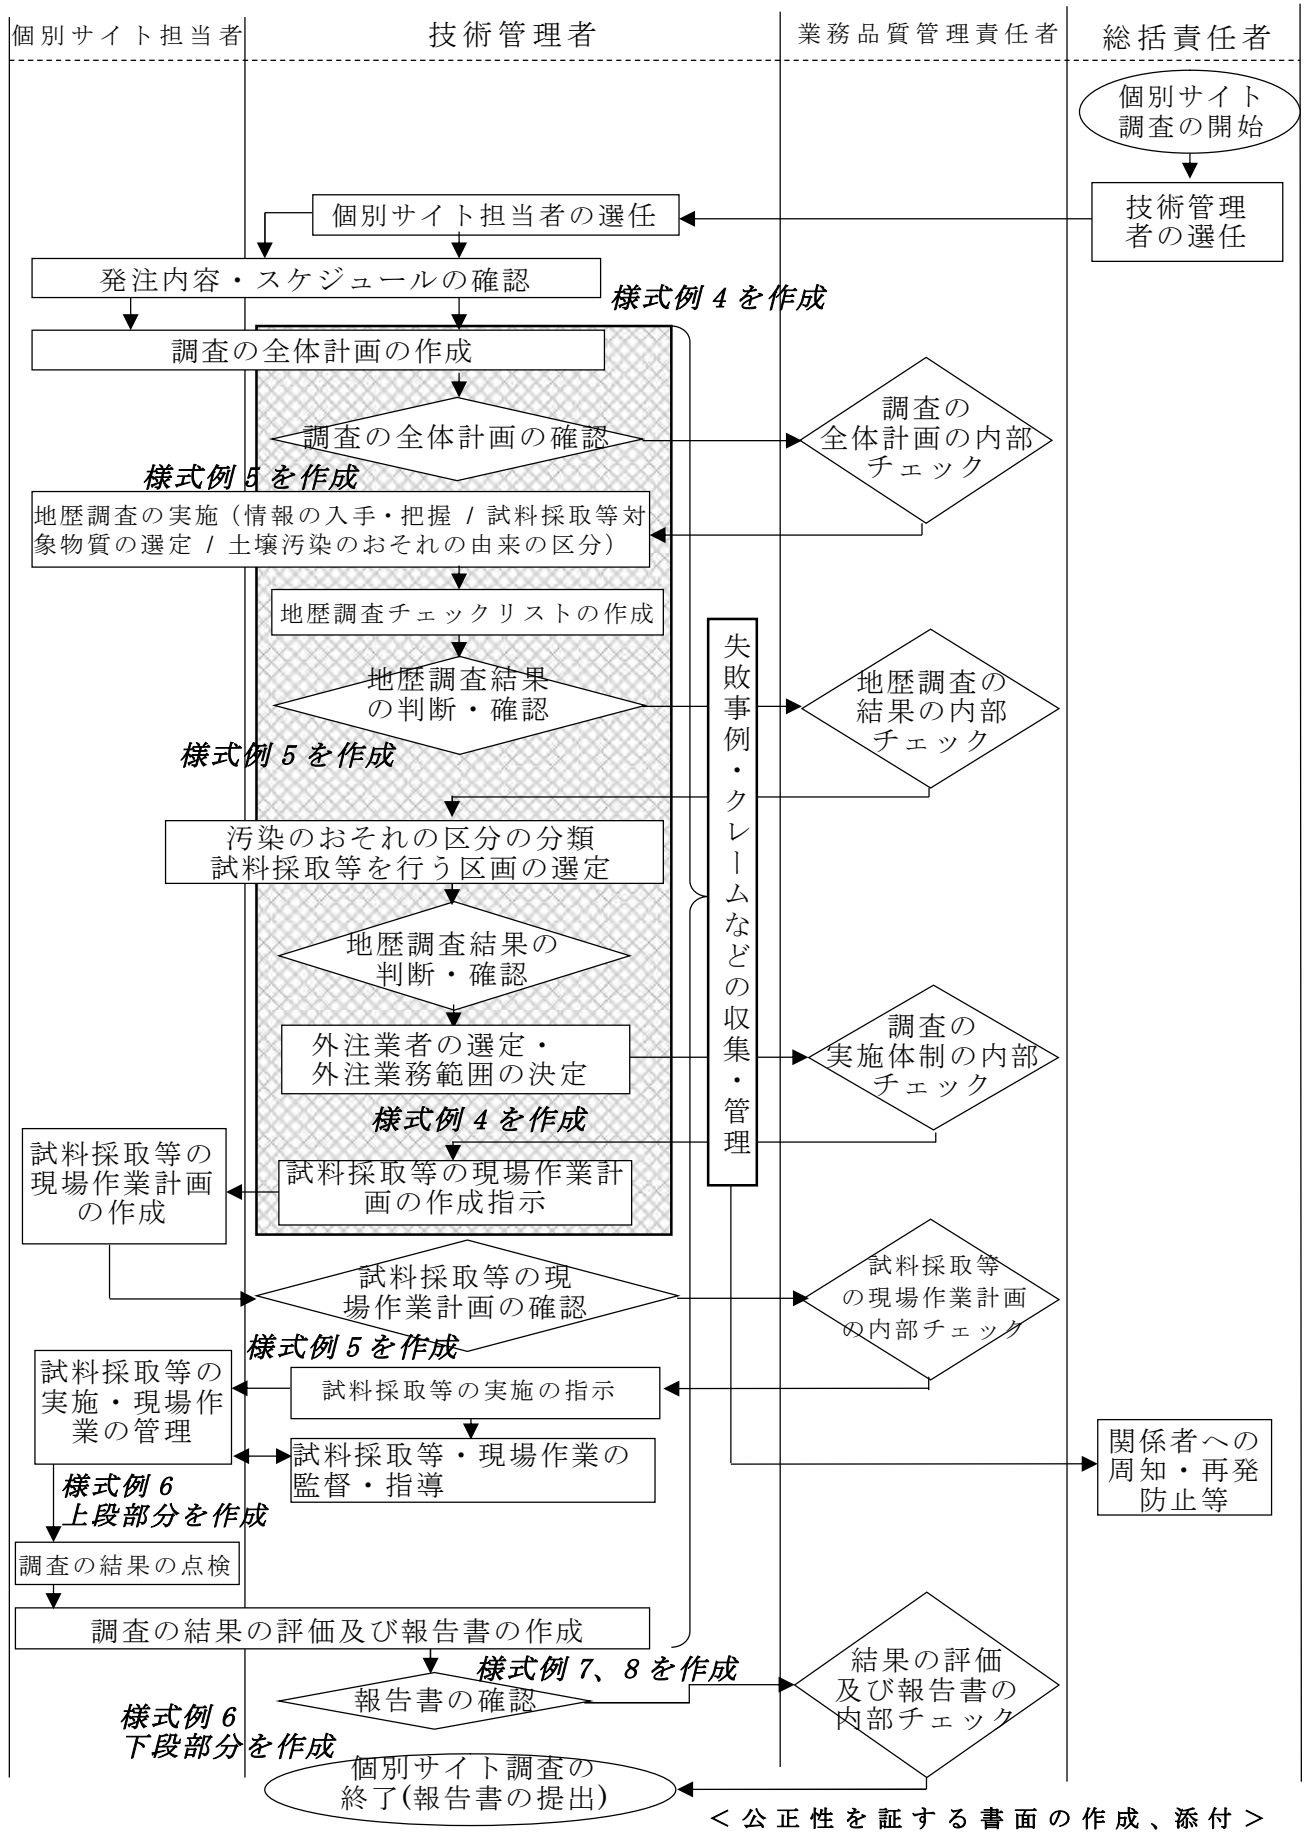 個別サイト担当者
技術管理者
業務品質管理責任者
総括責任者
個別サイト
調査の開始
技術管理
者の選任
個別サイト担当者の選任
発注内容・スケジュールの確認
様式例 4 を作成
調査の全体計画の作成
調査の全体計画の確認
調査の
全体計画の内部
チェック
様式例 5 を作成
地歴調査の実施（情報の入手・把握 / 試料採取等対
象物質の選定 / 土壌汚染のおそれの由来の区分）
地歴調査チェックリストの作成
失敗事例・クレームなどの収集・管理
地歴調査結果
の判断・確認
地歴調査の
結果の内部
チェック
様式例 5 を作成
汚染のおそれの区分の分類
試料採取等を行う区画の選定
地歴調査結果の
判断・確認
外注業者の選定・
外注業務範囲の決定
調査の
実施体制の内部
チェック
様式例 4 を作成
試料採取等の現場作業計
画の作成指示
試料採取等の
現場作業計画
の作成
試料採取等の現
場作業計画の確認
試料採取等
の現場作業計画
の内部チェック
様式例 5 を作成
試料採取等の実施の指示
試料採取等の
実施・現場作
業の管理
試料採取等・現場作業の
監督・指導
関係者への
周知・再発
防止等
様式例 6
上段部分を作成
調査の結果の点検
調査の結果の評価及び報告書の作成
様式例 7、8 を作成
報告書の確認
結果の評価
及び報告書の
内部チェック
様式例 6
下段部分を作成
個別サイト調査の
終了(報告書の提出)
＜公正性を証する書面の作成、添付＞